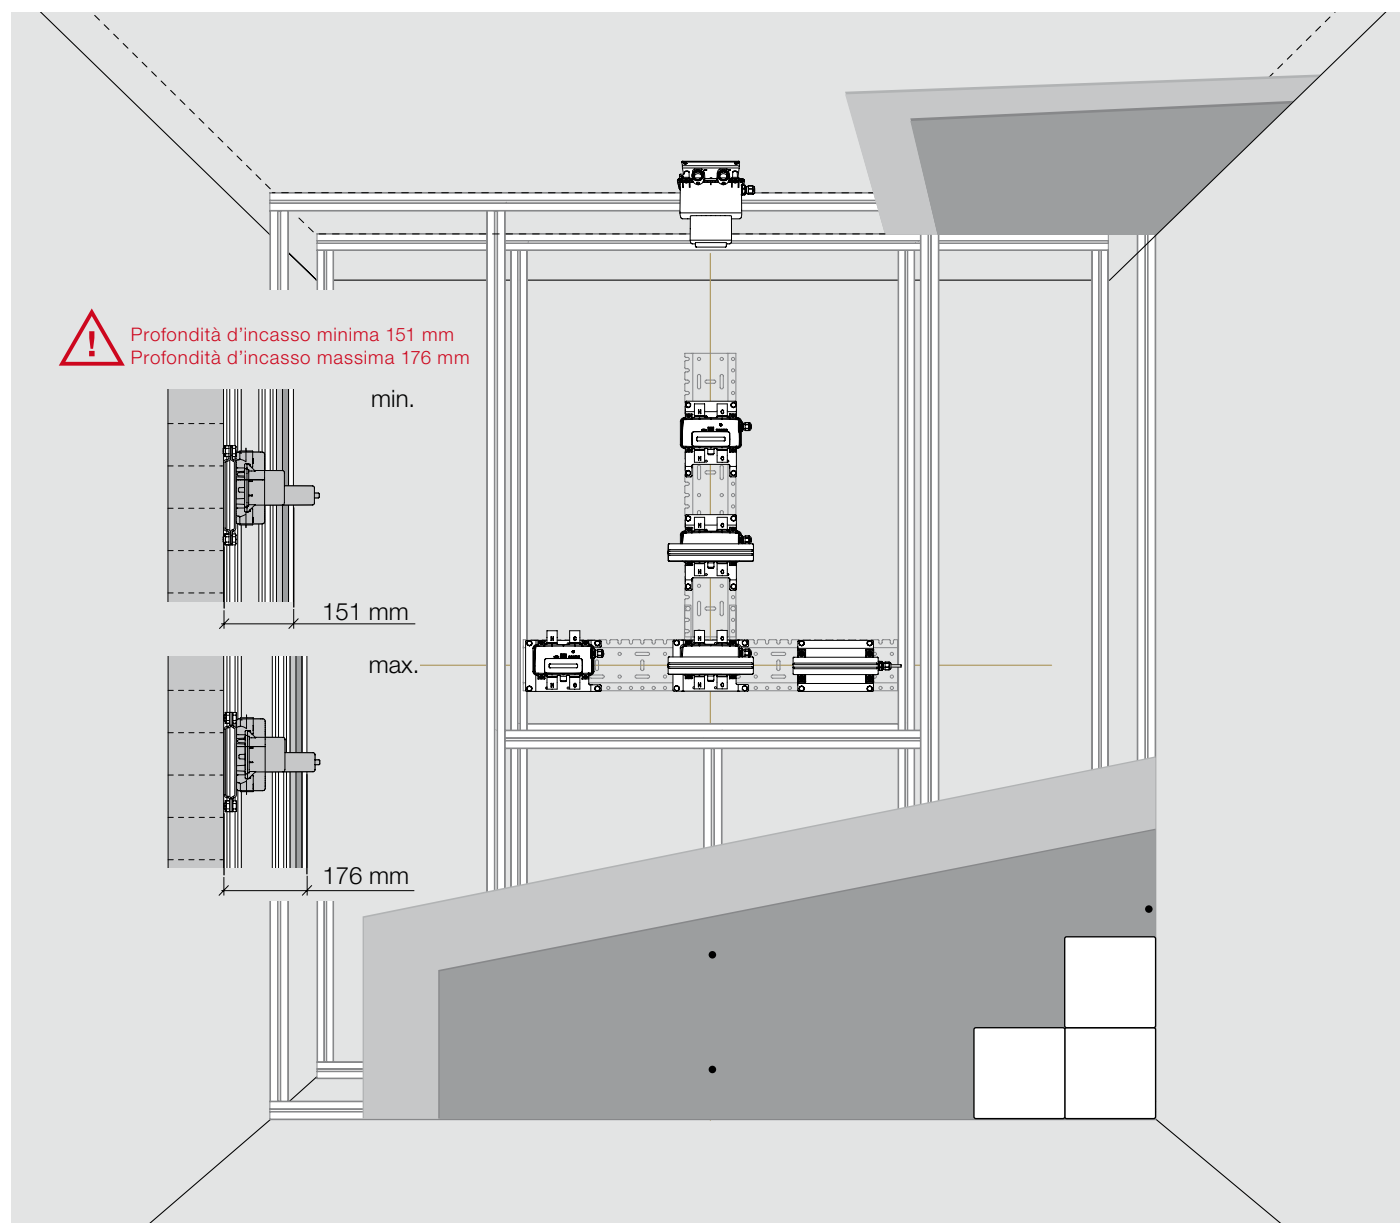 !
Profondità d'incasso minima 151 mm
Profondità d'incasso massima 176 mm
min.
151 mm
max.
176 mm